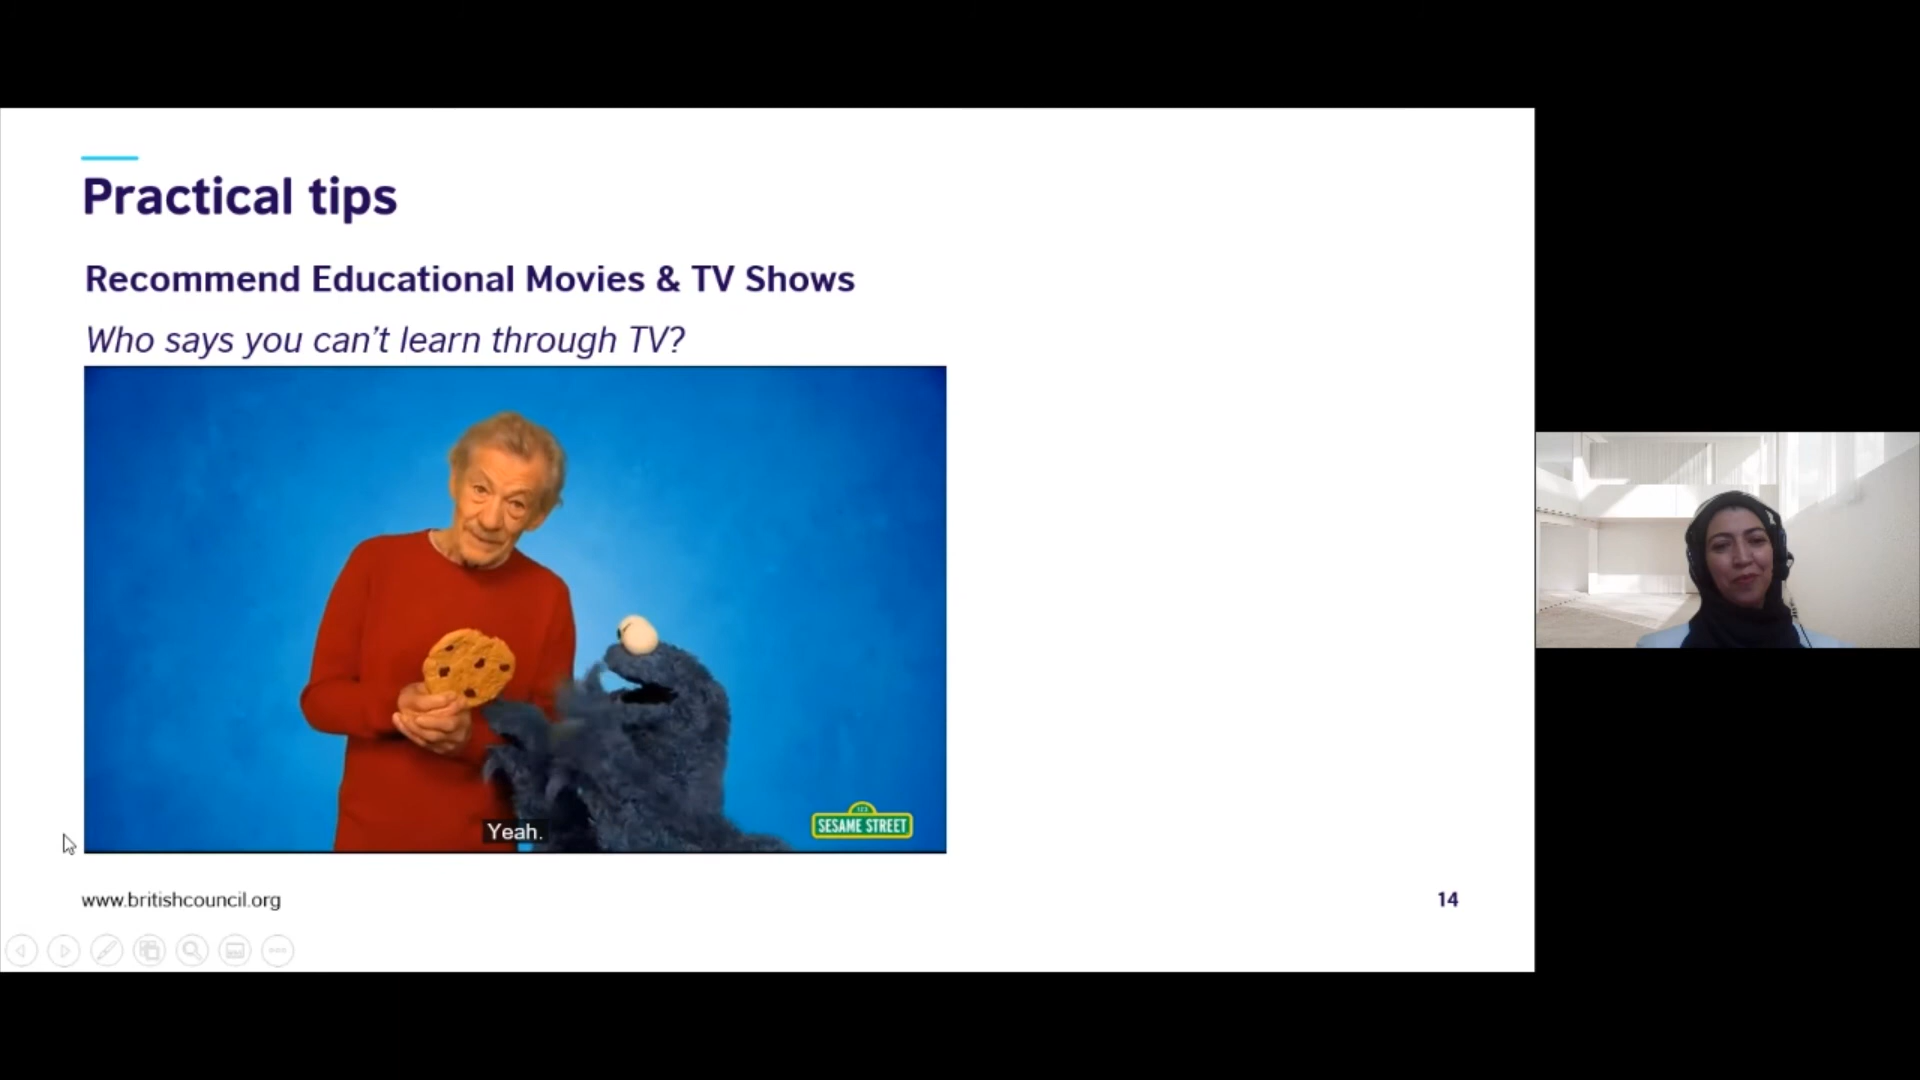 Practical tips
Recommend Educational Movies & TV Shows
Who says you can't learn through TV?
Yeah.
123
SESAME STREET
www.britishcouncil.org
14